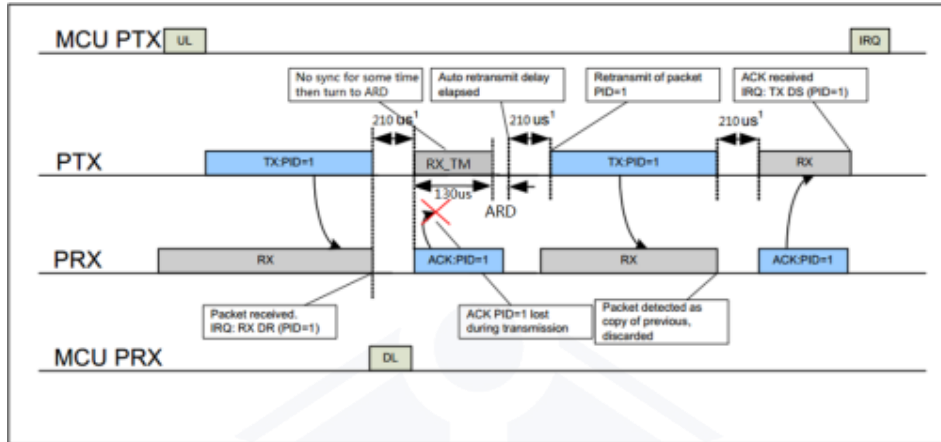 MCU PTX
UL
IRQ
No sync for some time
then turn to ARD
Auto retransmit delay
elapsed
Retransmit of packet
PID=1
ACK received
IRQ: TX DS (PID=1)
210 us¹
210 us¹
210 us¹
PTX
TX:PID=1
RX_TM
TX:PID=1
RX
130us
ARD
PRX
RX
ACK:PID=1
RX
ACK:PID=1
Packet received.
IRQ: RX DR (PID=1)
ACK PID=1 lost
during transmission
Packet detected as
copy of previous,
discarded
MCU PRX
DL